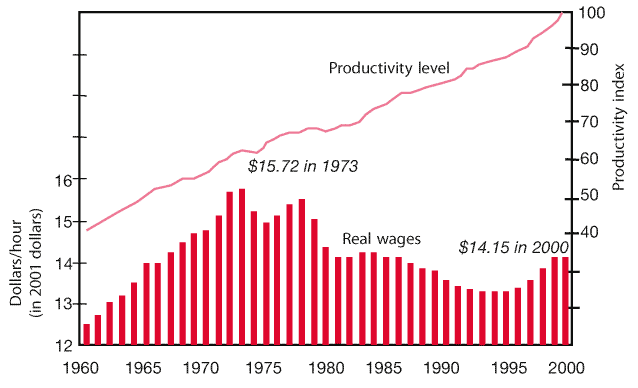 100
90
80
70
60
50
40
Productivity index
Productivity level
$15.72 in 1973
16
15
14
13
12
Dollars/hour
(in 2001 dollars)
Real wages
$14.15 in 2000
1960 1965 1970 1975 1980 1985 1990 1995 2000